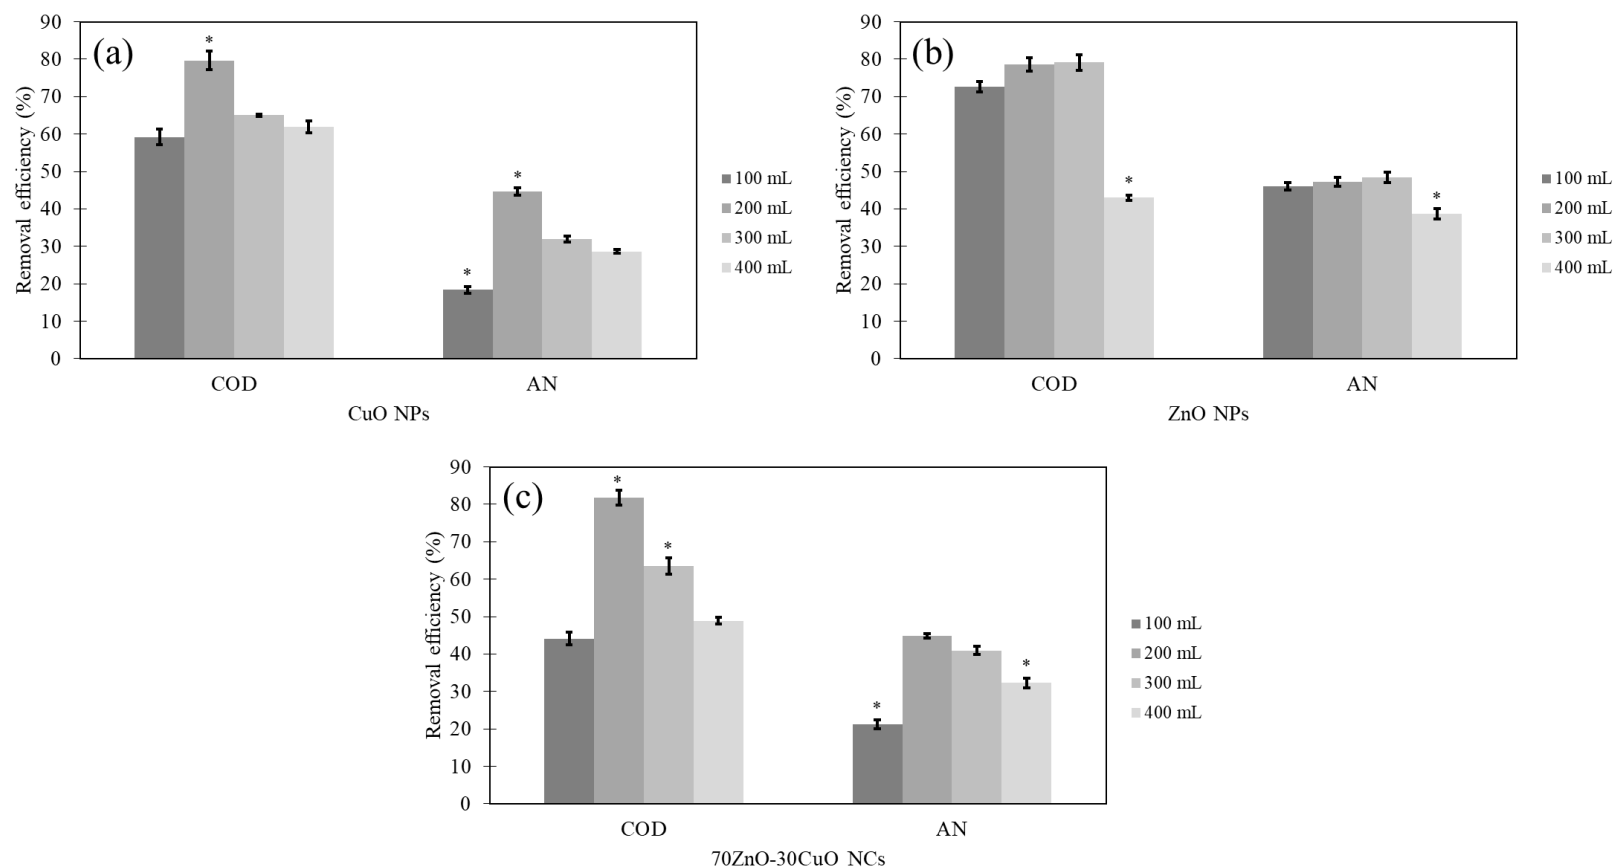 (a)
Removal efficiency (%)
90
80
70
60
50
40
30
20
10
0
*
*
*
COD
AN
CuO NPs
100 mL
200 mL
300 mL
400 mL
(b)
Removal efficiency (%)
90
80
70
60
50
40
30
20
10
0
*
*
COD
AN
ZnO NPs
100 mL
200 mL
300 mL
400 mL
(c)
Removal efficiency (%)
90
80
70
60
50
40
30
20
10
0
*
*
*
*
COD
AN
70ZnO-30CuO NCs
100 mL
200 mL
300 mL
400 mL